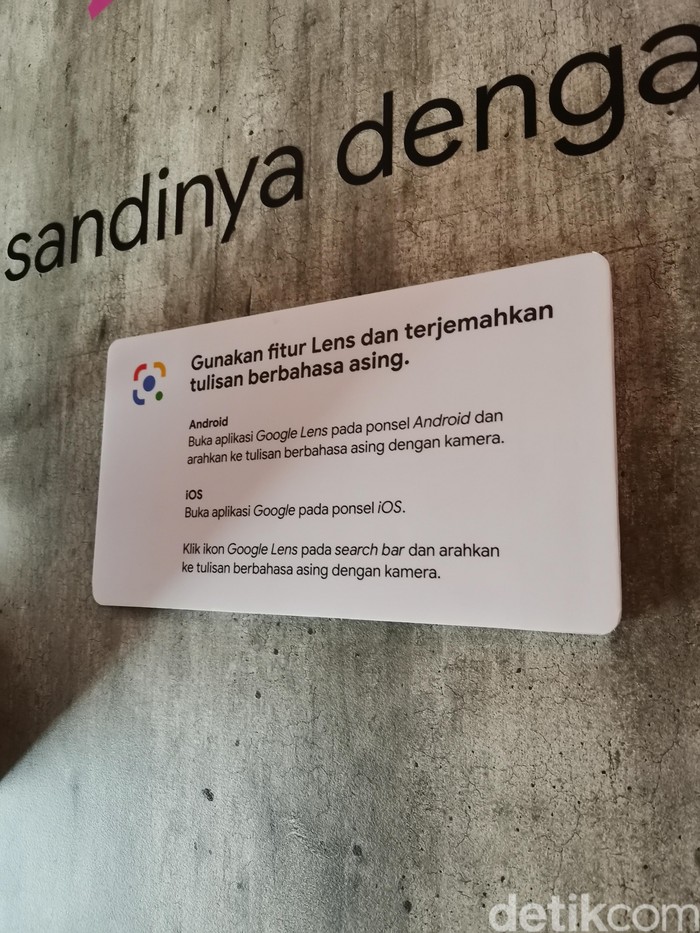 sandinya denga
Gunakan fitur Lens dan terjemahkan
tulisan berbahasa asing.
Android
Buka aplikasi Google Lens pada ponsel Android dan
arahkan ke tulisan berbahasa asing dengan kamera.
iOS
Buka aplikasi Google pada ponsel iOS.
Klik ikon Google Lens pada search bar dan arahkan
ke tulisan berbahasa asing dengan kamera.
detikcom